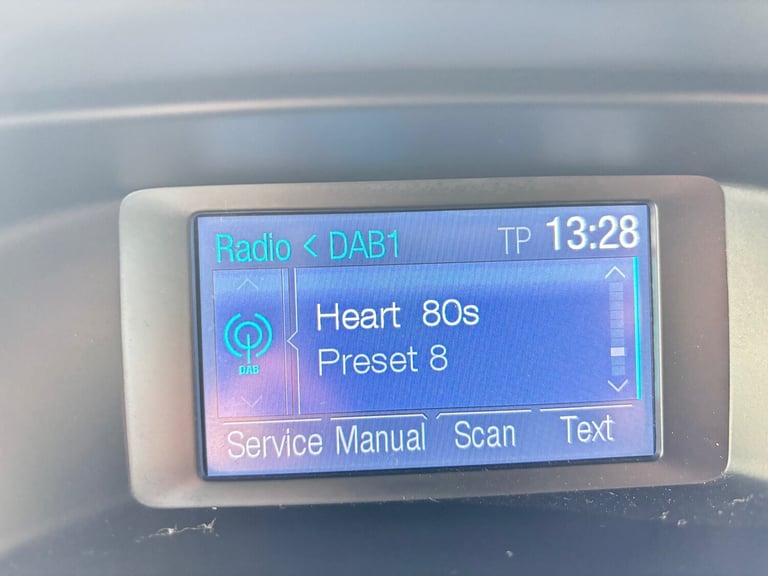 Radio < DAB1 TP 13:28
Heart 80s
DAB
Preset 8
Service Manual Scan Text